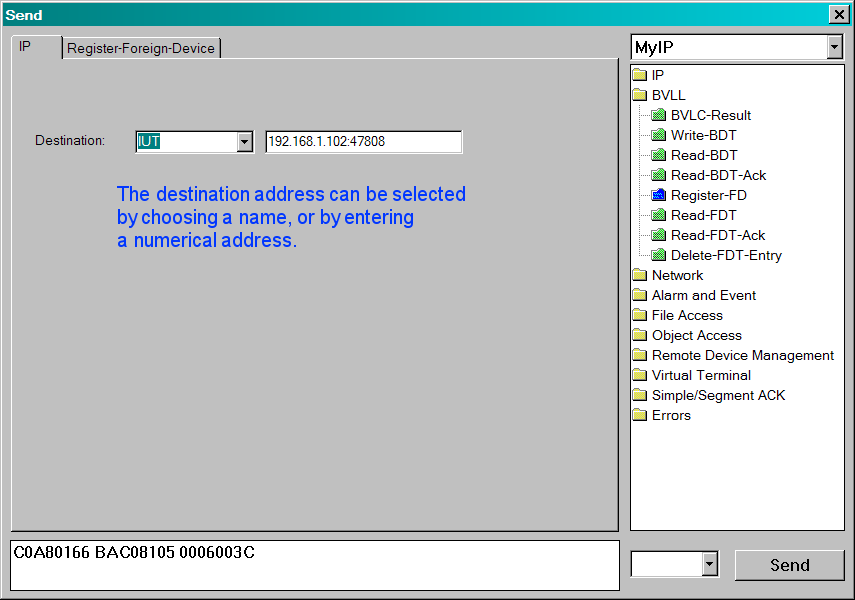 Send
IP
Register-Foreign-Device
Destination:
IUT
192.168.1.102:47808
The destination address can be selected
by choosing a name, or by entering
a numerical address.
C0A80166 BAC08105 0006003C
MyIP
IP
BVLL
BVLC-Result
Write-BDT
Read-BDT
Read-BDT-Ack
Register-FD
Read-FDT
Read-FDT-Ack
Delete-FDT-Entry
Network
Alarm and Event
File Access
Object Access
Remote Device Management
Virtual Terminal
Simple/Segment ACK
Errors
Send